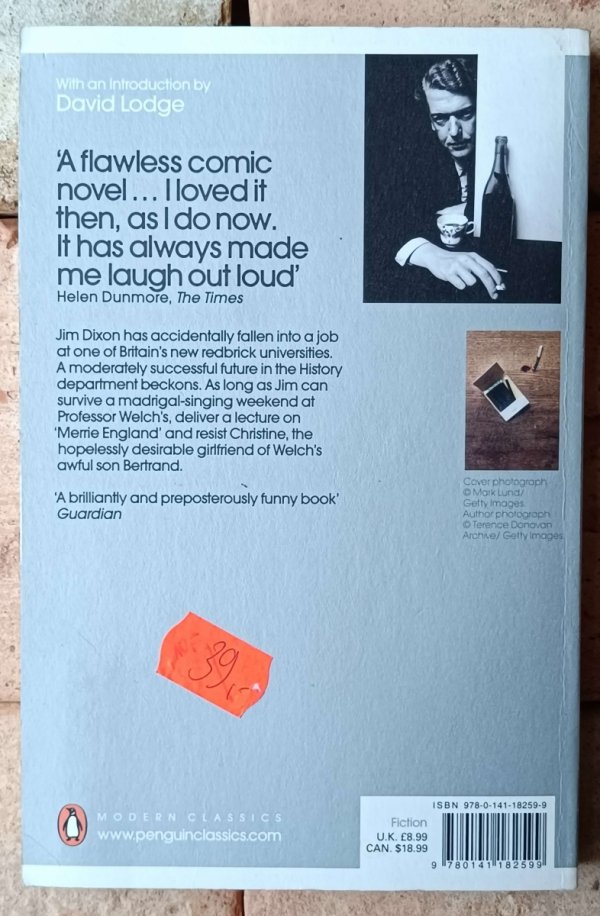 With an Introduction by
David Lodge
‘A flawless comic
novel… I loved it
then, as I do now.
It has always made
me laugh out loud’
Helen Dunmore, The Times
Jim Dixon has accidentally fallen into a job
at one of Britain’s new redbrick universities.
A moderately successful future in the History
department beckons. As long as Jim can
survive a madrigal-singing weekend at
Professor Welch’s, deliver a lecture on
‘Merrie England’ and resist Christine, the
hopelessly desirable girlfriend of Welch’s
awful son Bertrand.
‘A brilliantly and preposterously funny book’
Guardian
Cover photograph
© Mark Lund/
Getty Images.
Author photograph
© Terence Donovan
Archive/ Getty Images
39,-
MODERN CLASSICS
www.penguinclassics.com
Fiction
U.K. £8.99
CAN. $18.99
ISBN 978-0-141-18259-9
9 780141 182599